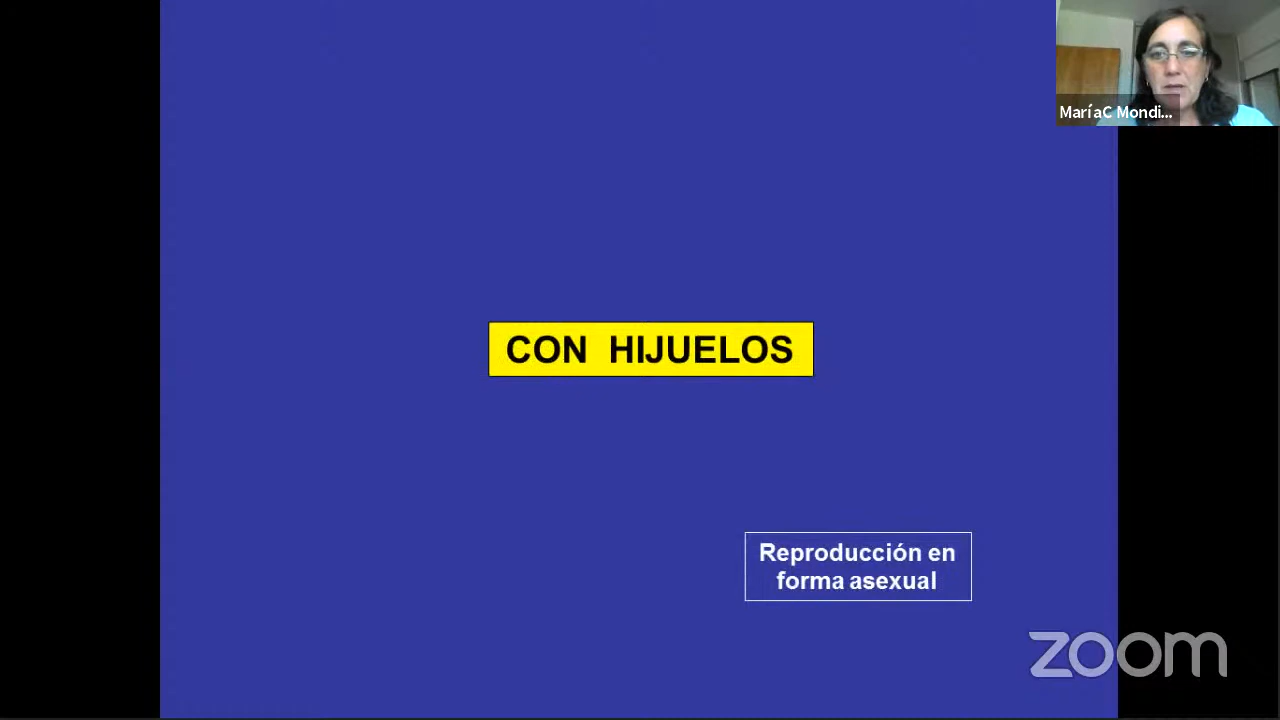 MaríaC Mondi...
CON HIJUELOS
Reproducción en
forma asexual
zoom